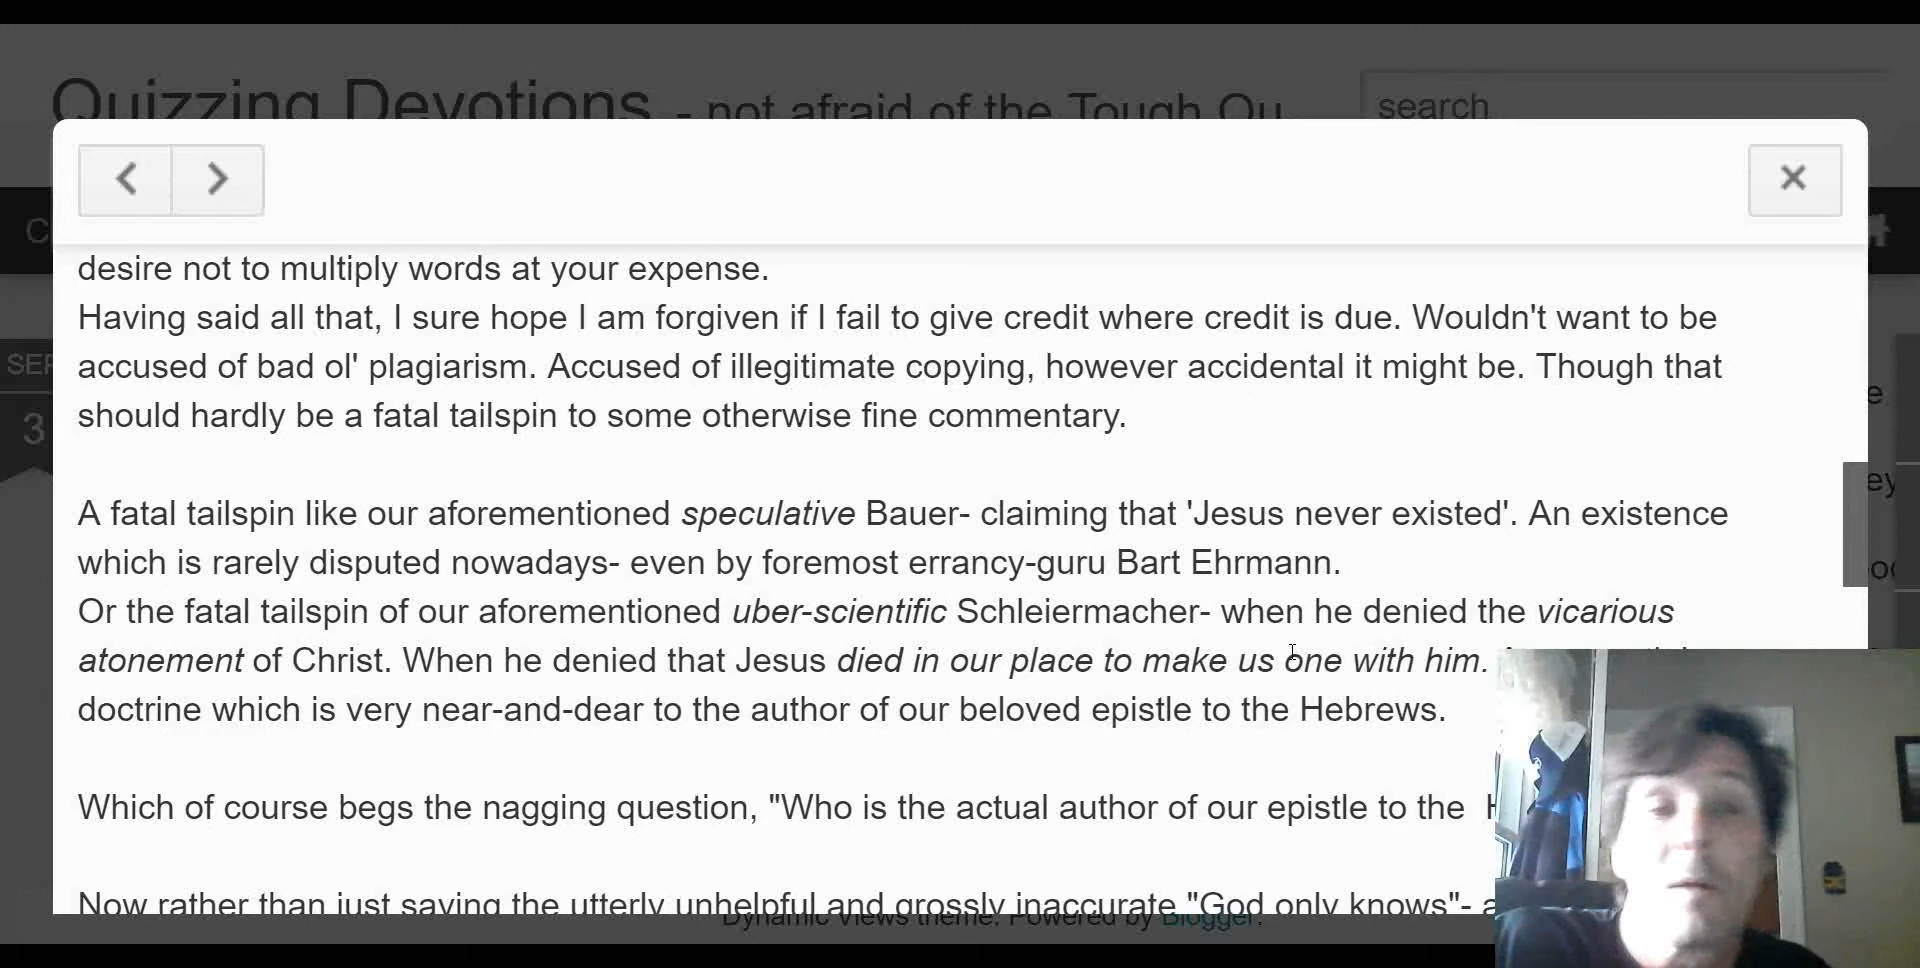 Quizzing Devotions - not afraid of the Tough Qu
search
desire not to multiply words at your expense.
Having said all that, I sure hope I am forgiven if I fail to give credit where credit is due. Wouldn't want to be
accused of bad ol' plagiarism. Accused of illegitimate copying, however accidental it might be. Though that
should hardly be a fatal tailspin to some otherwise fine commentary.
A fatal tailspin like our aforementioned speculative Bauer- claiming that 'Jesus never existed'. An existence
which is rarely disputed nowadays- even by foremost errancy-guru Bart Ehrmann.
Or the fatal tailspin of our aforementioned uber-scientific Schleiermacher- when he denied the vicarious
atonement of Christ. When he denied that Jesus died in our place to make us one with him.
doctrine which is very near-and-dear to the author of our beloved epistle to the Hebrews.
Which of course begs the nagging question, "Who is the actual author of our epistle to the H
Now rather than just saying the utterly unhelpful and grossly inaccurate "God only knows"- a
Dynamic Views theme. Powered by Blogger.
SEP
3